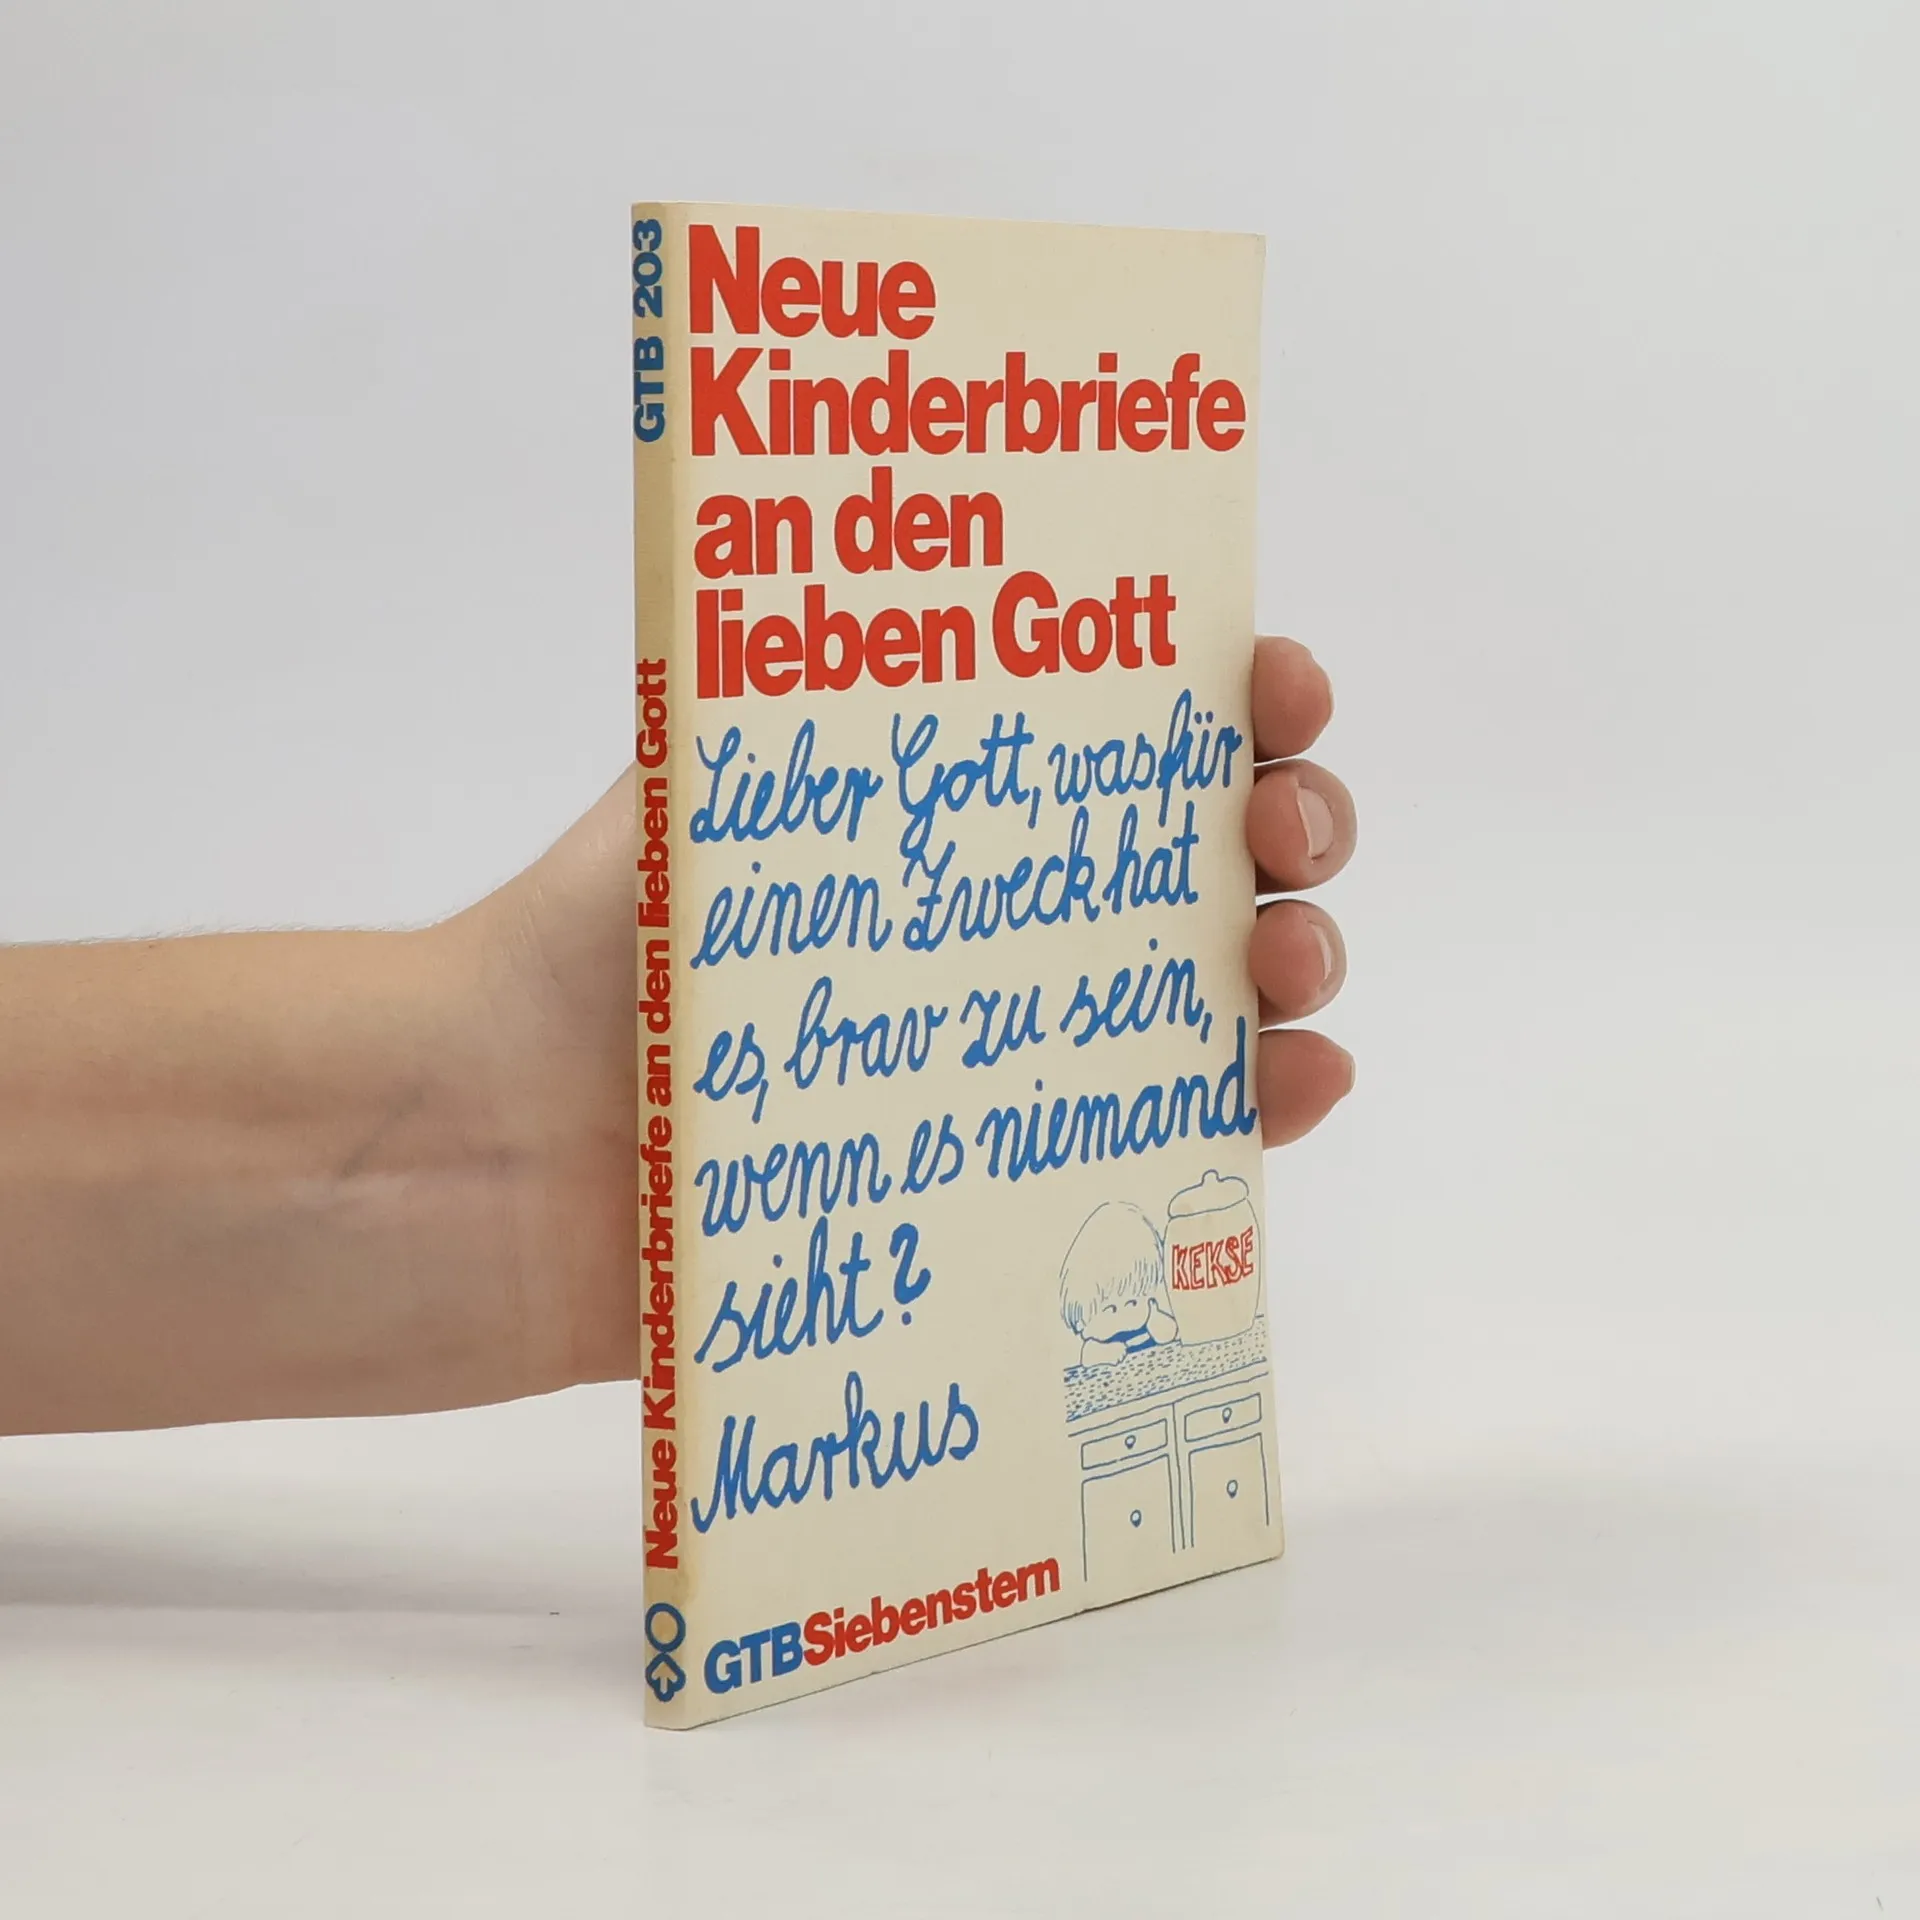 Neue
Kinderbriefe
an den
lieben Gott
Lieber Gott, was für
einen Zweck hat
es, brav zu sein,
wenn es niemand
sieht?
Markus
KEKSE
GTBSiebenstern
GTB 203
Neue Kinderbriefe an den lieben Gott